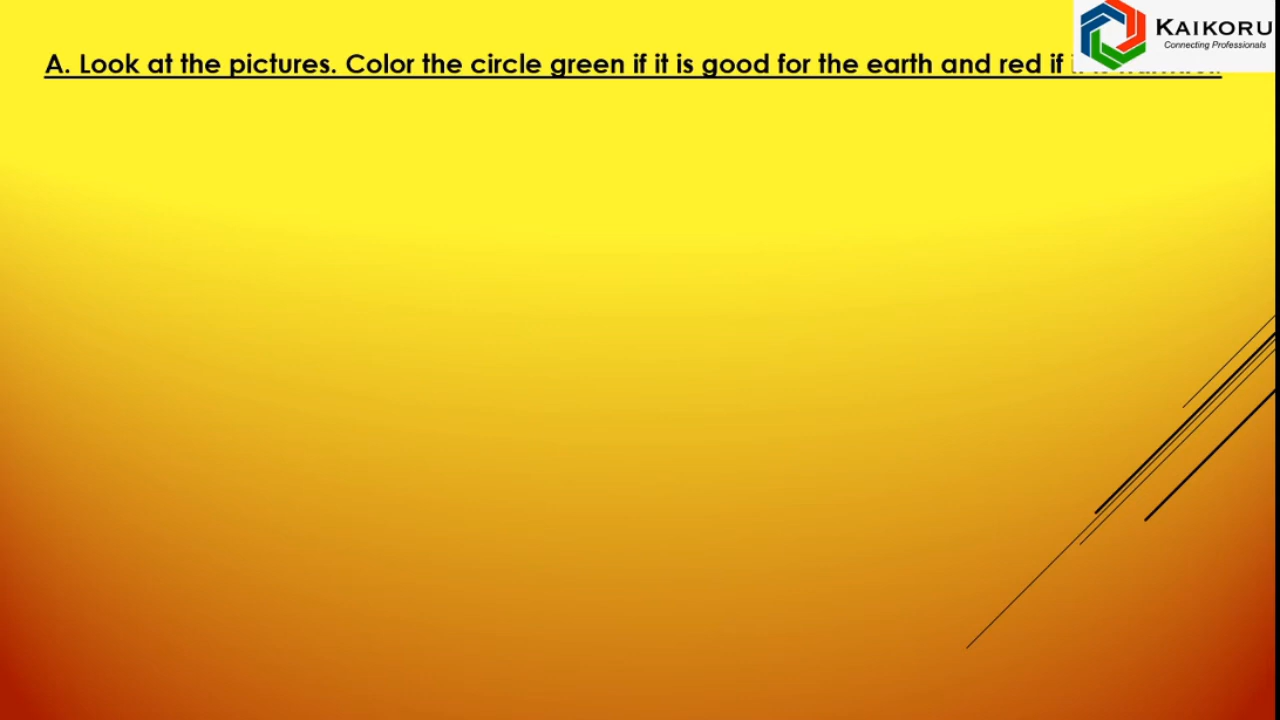 A. Look at the pictures. Color the circle green if it is good for the earth and red if
KAIKORU
Connecting Professionals